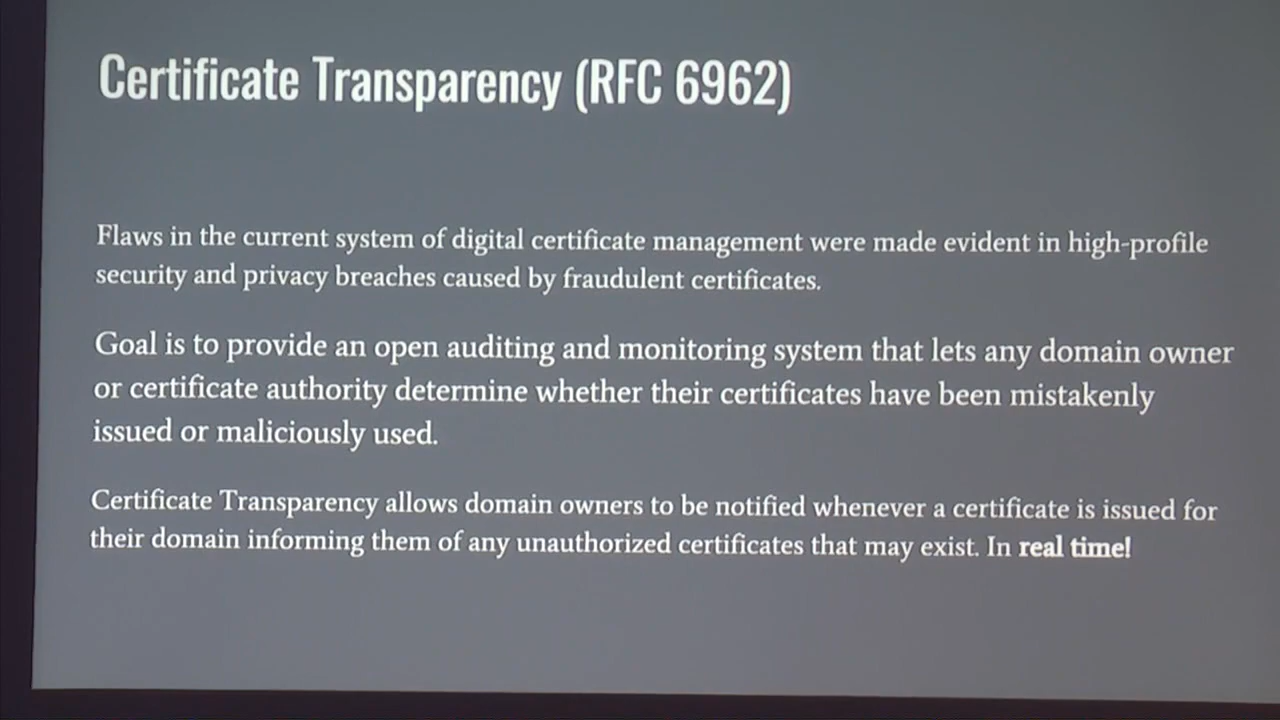 Certificate Transparency (RFC 6962)
Flaws in the current system of digital certificate management were made evident in high-profile
security and privacy breaches caused by fraudulent certificates.
Goal is to provide an open auditing and monitoring system that lets any domain owner
or certificate authority determine whether their certificates have been mistakenly
issued or maliciously used.
Certificate Transparency allows domain owners to be notified whenever a certificate is issued for
their domain informing them of any unauthorized certificates that may exist. In real time!